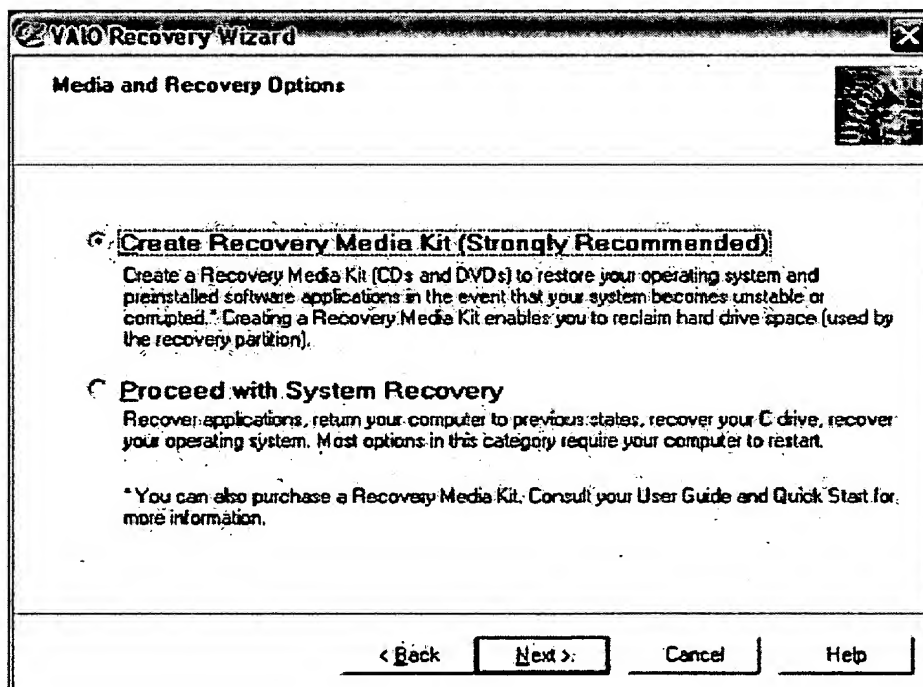 VAIO Recovery Wizard
Media and Recovery Options
Create Recovery Media Kit (Strongly Recommended)
Create a Recovery Media Kit (CDs and DVDs) to restore your operating system and
preinstalled software applications in the event that your system becomes unstable or
corrupted.* Creating a Recovery Media Kit enables you to reclaim hard drive space (used by
the recovery partition).
Proceed with System Recovery
Recover applications, return your computer to previous states, recover your C drive, recover
your operating system. Most options in this category require your computer to restart.
*You can also purchase a Recovery Media Kit. Consult your User Guide and Quick Start for
more information.
< Back Next > Cancel Help